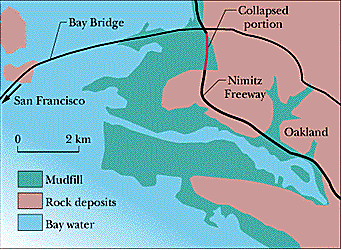 Collapsed
portion
Bay Bridge
Nimitz
Freeway
San Francisco
Oakland
0 2 km
Mudfill
Rock deposits
Bay water